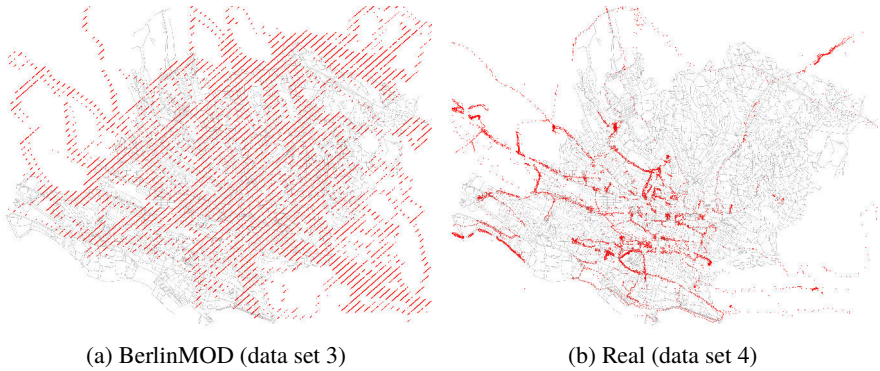 (a) BerlinMOD (data set 3)
(b) Real (data set 4)